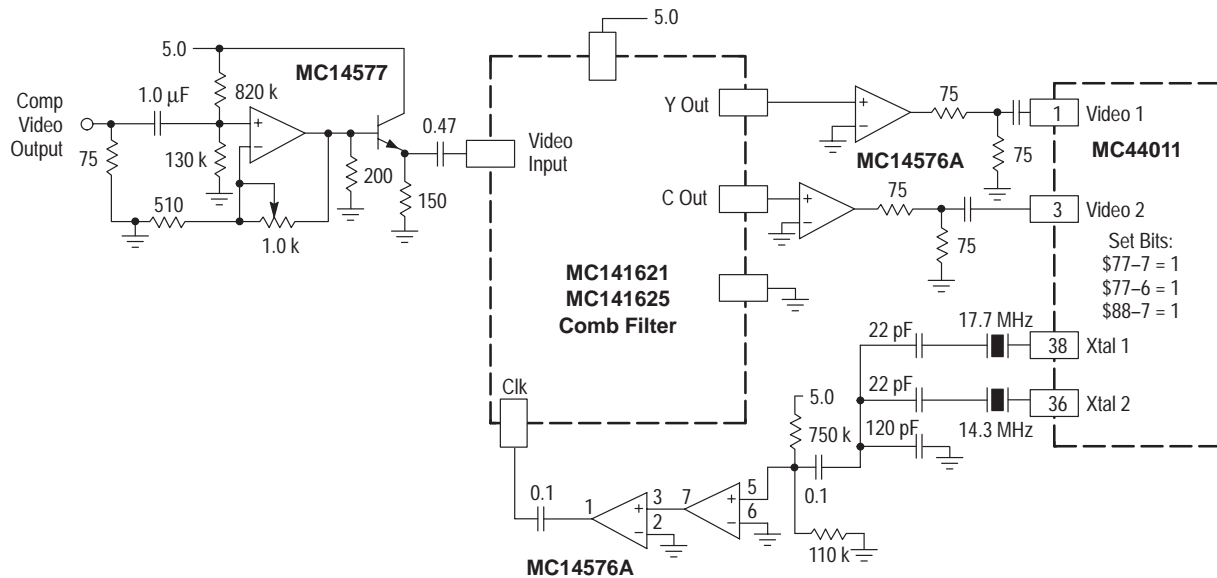 5.0
5.0
MC14577
820 k
1.0 µF
Comp
Video
Output
75
130 k
510
1.0 k
200
150
0.47
Video
Input
Y Out
C Out
MC141621
MC141625
Comb Filter
Clk
75
75
MC14576A
75
75
1
Video 1
MC44011
3
Video 2
Set Bits:
$77–7 = 1
$77–6 = 1
$88–7 = 1
22 pF
17.7 MHz
38
Xtal 1
22 pF
36
Xtal 2
14.3 MHz
120 pF
5.0
750 k
0.1
110 k
5
6
7
3
2
1
0.1
MC14576A
+
–
+
–
+
–
+
–
+
–